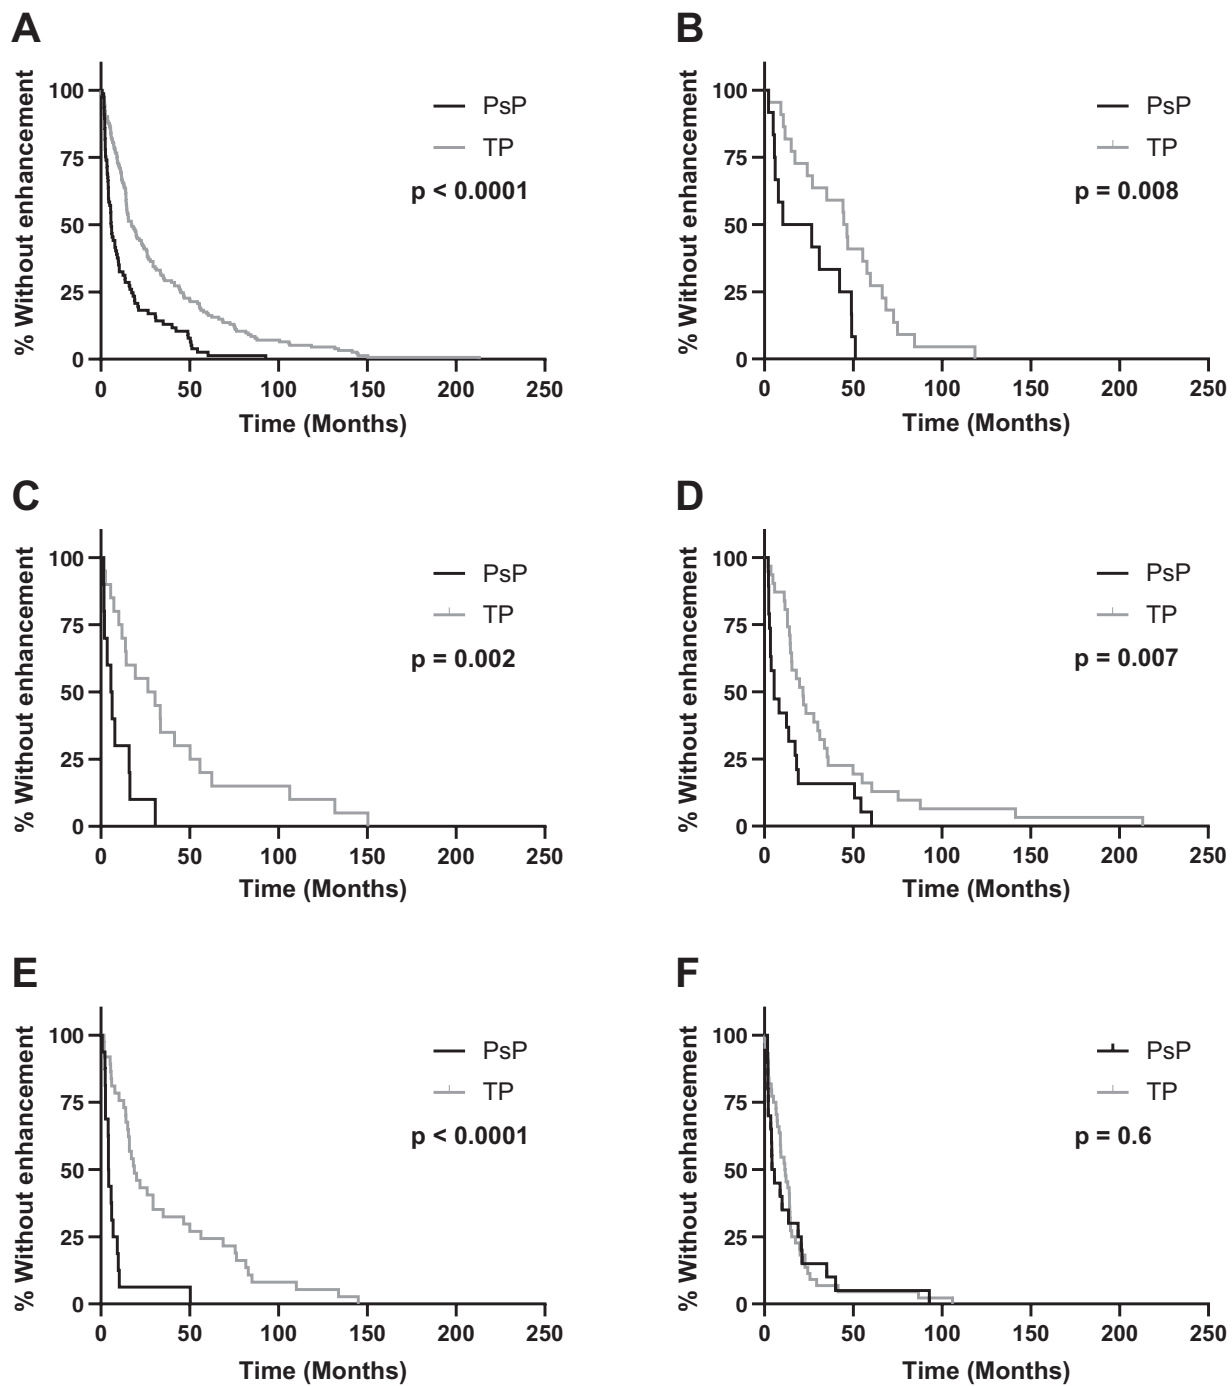 A
% Without enhancement
100
75
50
25
0
0 50 100 150 200 250
Time (Months)
PsP
TP
p < 0.0001
B
% Without enhancement
100
75
50
25
0
0 50 100 150 200 250
Time (Months)
PsP
TP
p = 0.008
C
% Without enhancement
100
75
50
25
0
0 50 100 150 200 250
Time (Months)
PsP
TP
p = 0.002
D
% Without enhancement
100
75
50
25
0
0 50 100 150 200 250
Time (Months)
PsP
TP
p = 0.007
E
% Without enhancement
100
75
50
25
0
0 50 100 150 200 250
Time (Months)
PsP
TP
p < 0.0001
F
% Without enhancement
100
75
50
25
0
0 50 100 150 200 250
Time (Months)
PsP
TP
p = 0.6